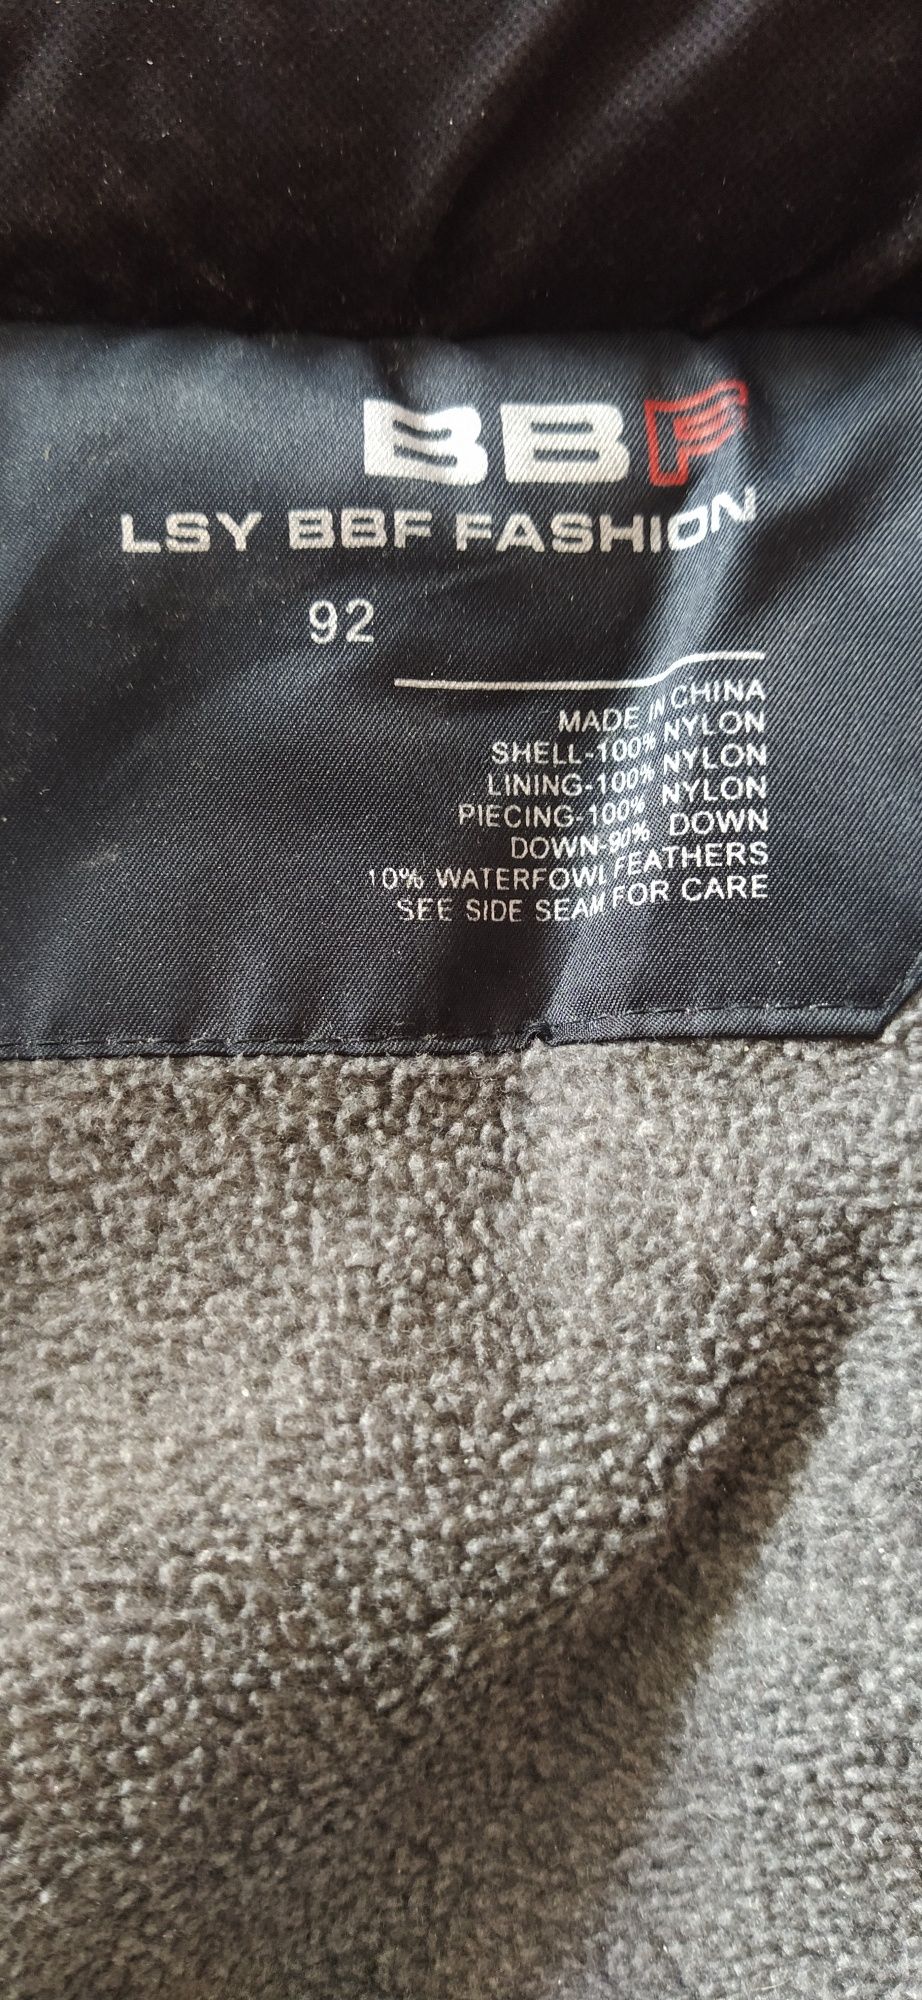 BBF
LSY BBF FASHION
92
MADE IN CHINA
SHELL-100% NYLON
LINING-100% NYLON
PIECING-100% NYLON
DOWN-90% DOWN
10% WATERFOWL FEATHERS
SEE SIDE SEAM FOR CARE